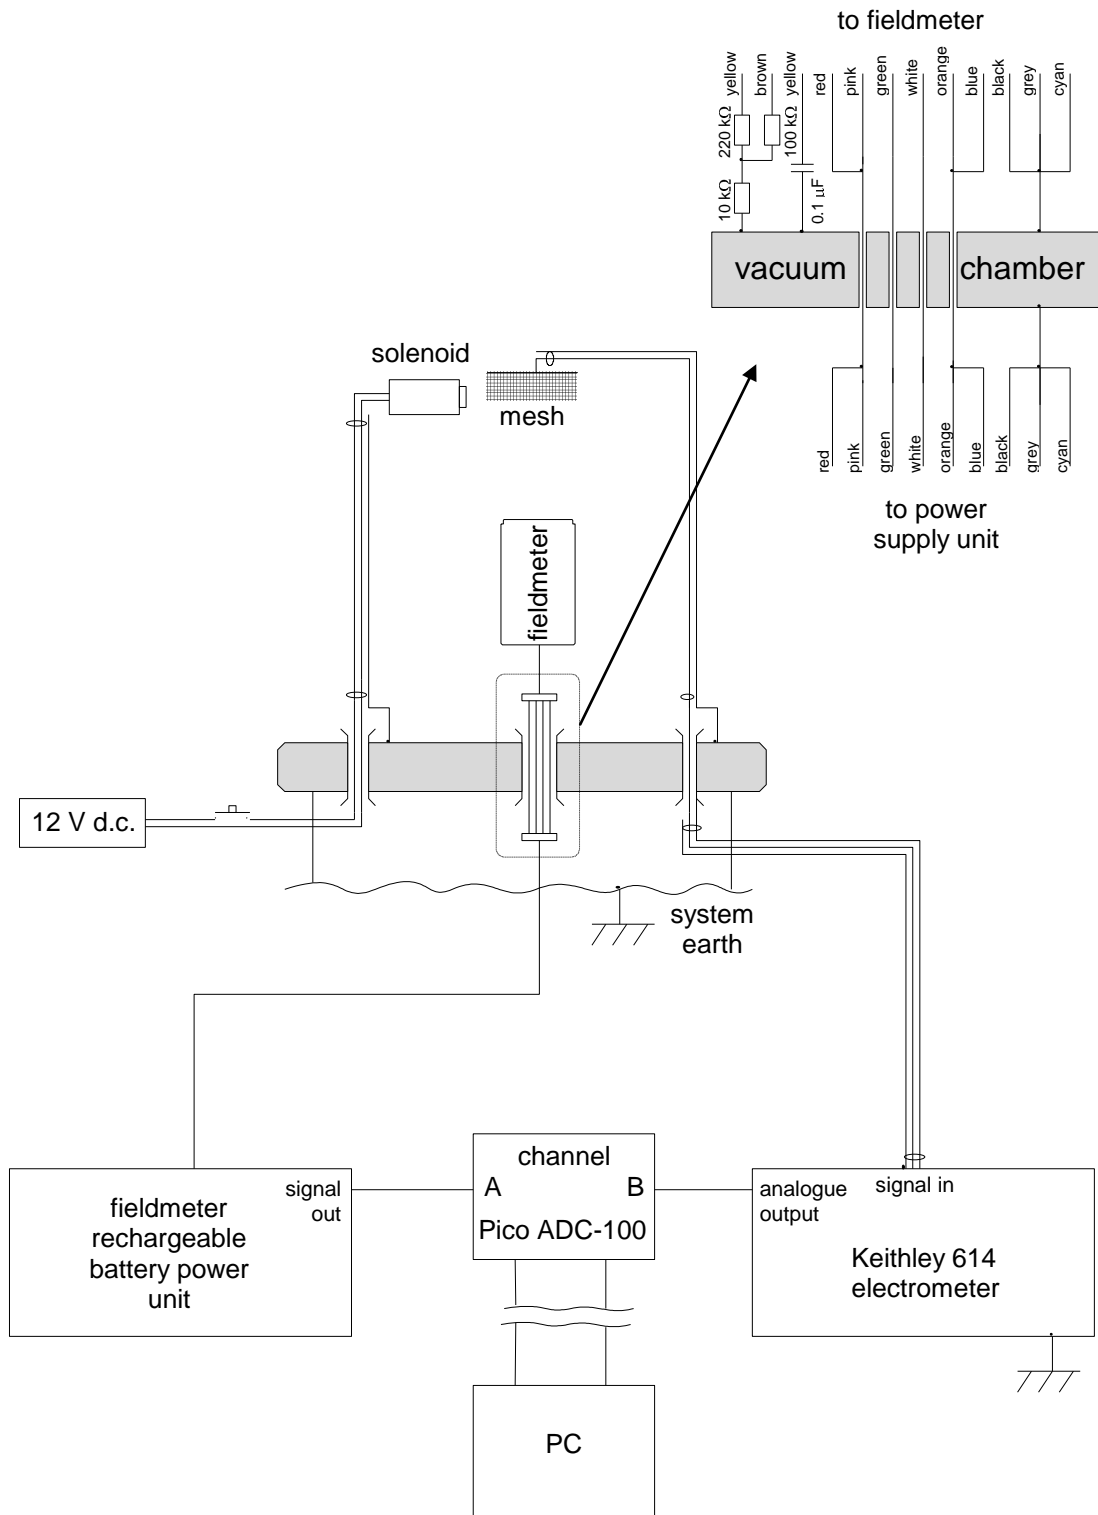 to fieldmeter
yellow
brown
yellow
red
pink
green
white
orange
blue
black
grey
cyan
220 kΩ
100 kΩ
10 kΩ
0.1 μF
vacuum
chamber
red
pink
green
white
orange
blue
black
grey
cyan
to power
supply unit
solenoid
mesh
fieldmeter
12 V d.c.
system
earth
fieldmeter
rechargeable
battery power
unit
signal
out
channel
A
B
Pico ADC-100
analogue
output
signal in
Keithley 614
electrometer
PC